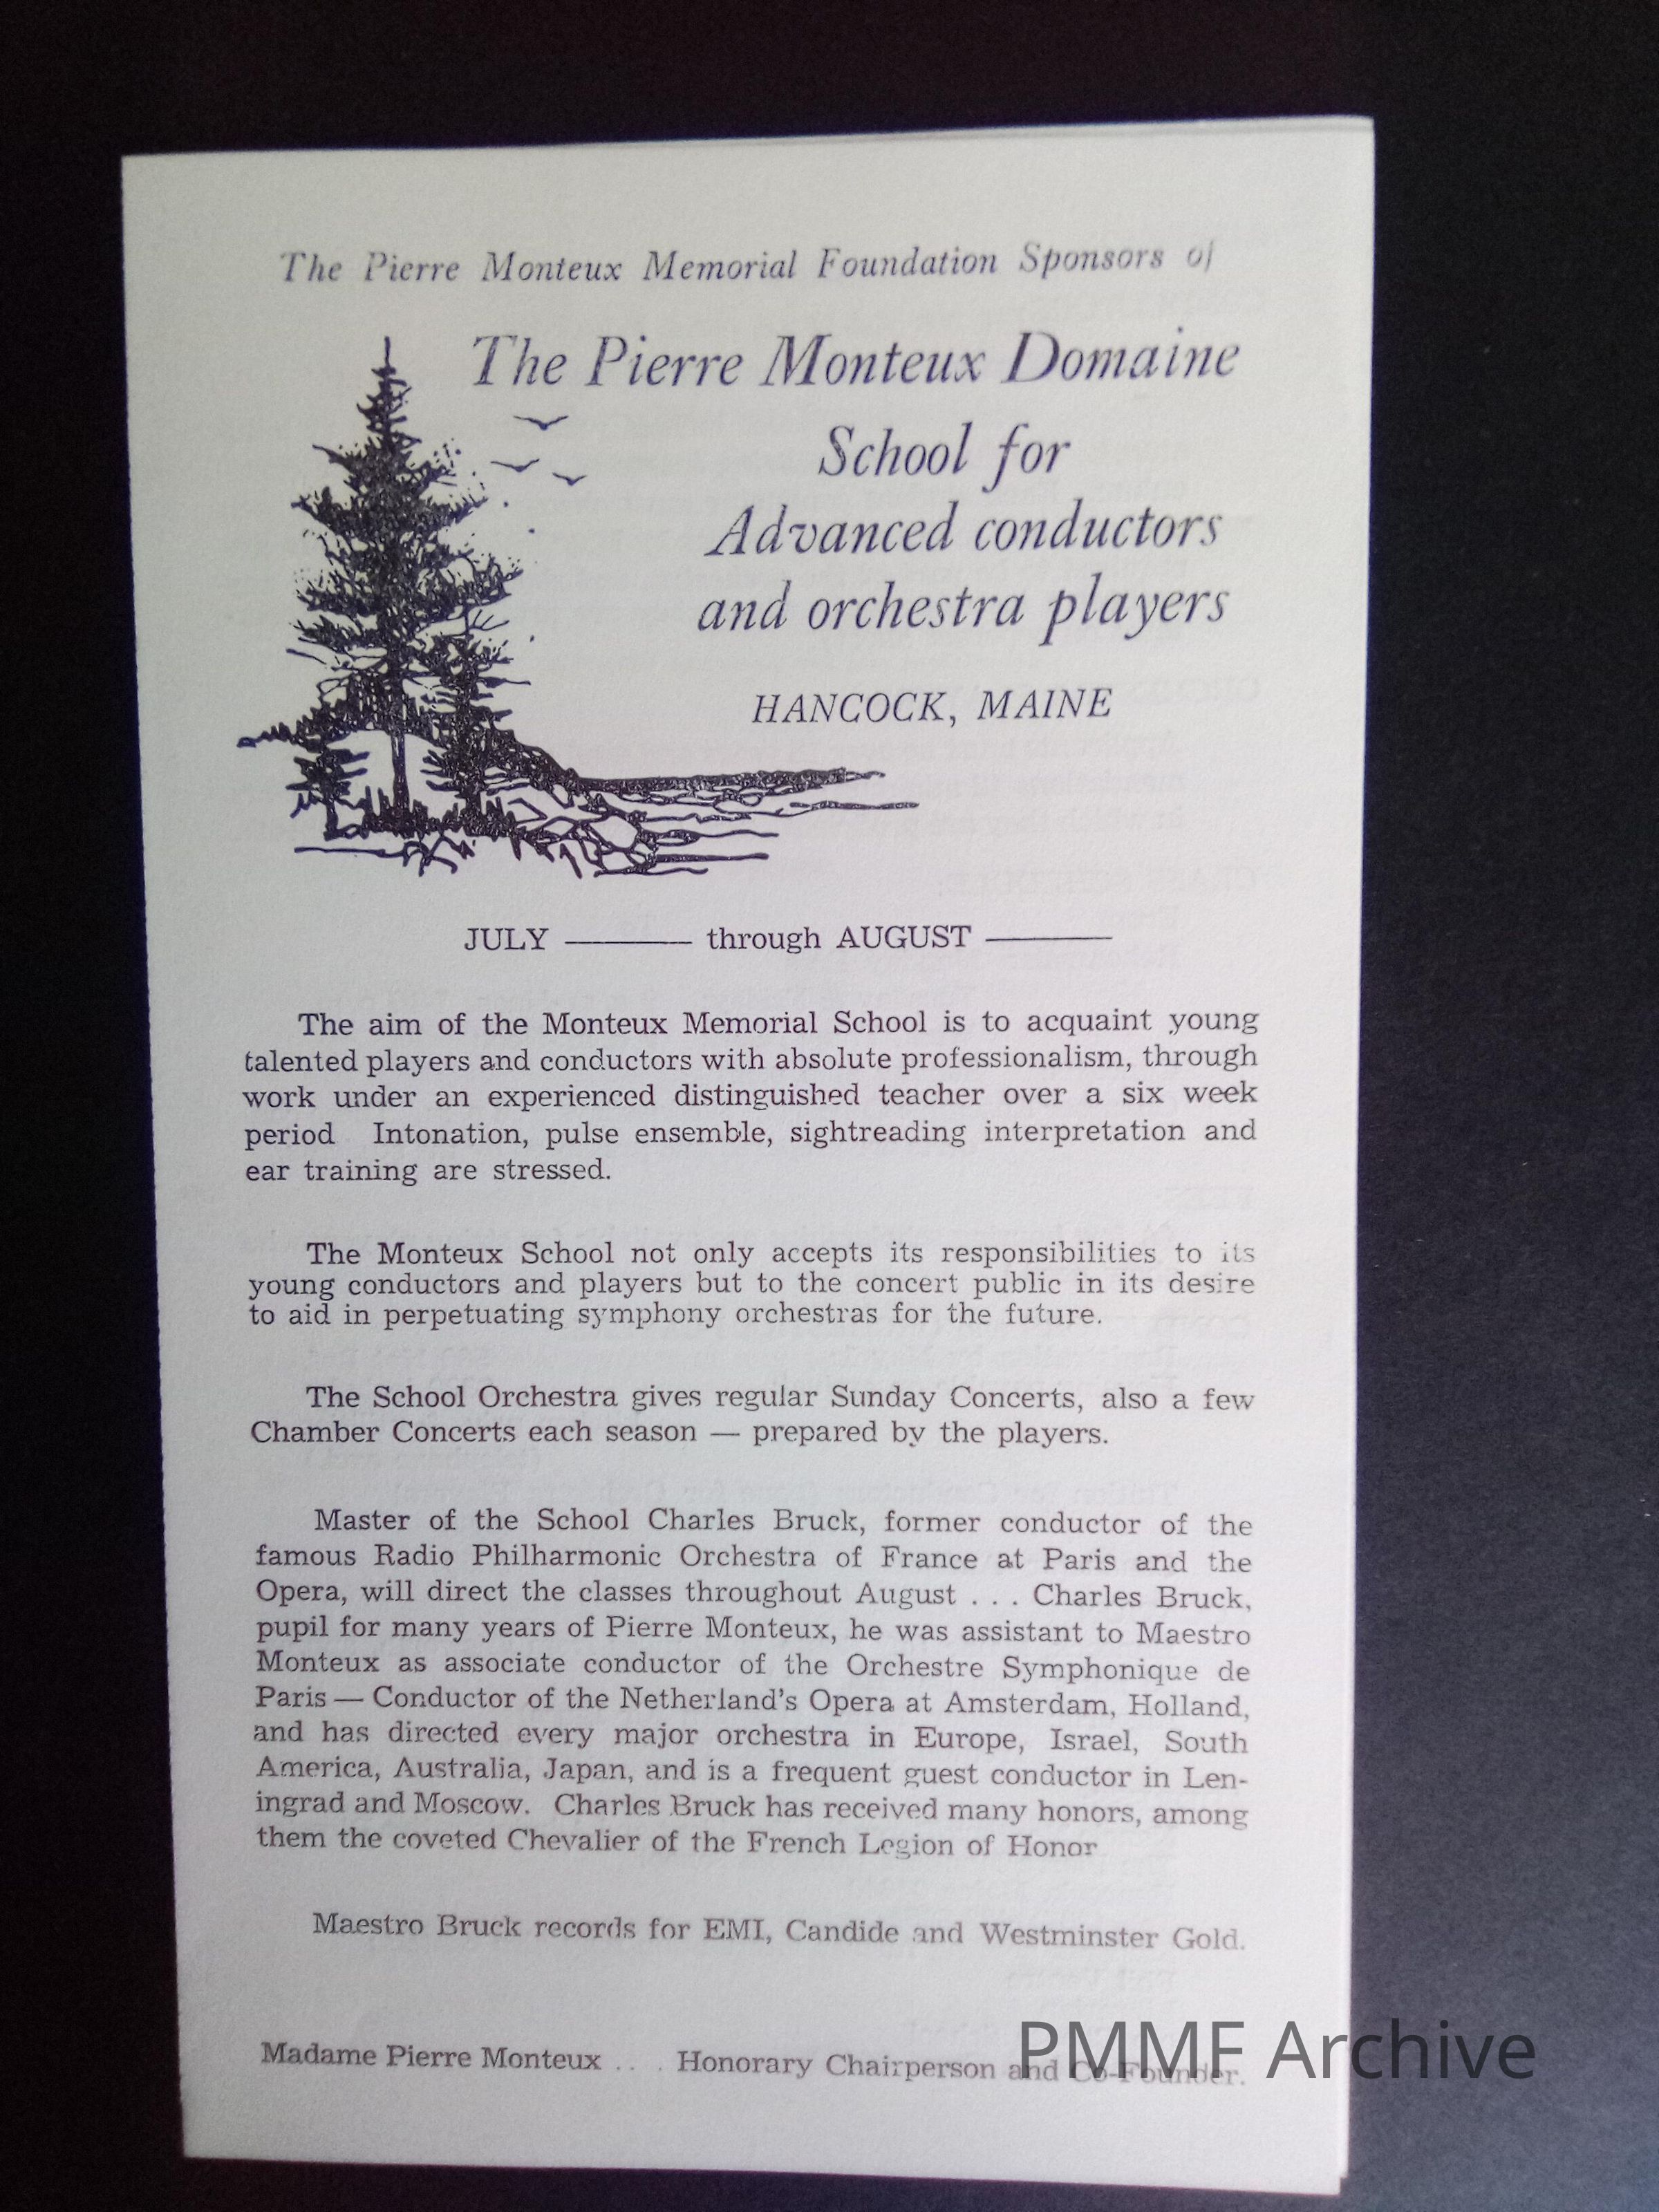 The Pierre Monteux Memorial Foundation Sponsors of
The Pierre Monteux Domaine
School for
Advanced conductors
and orchestra players
HANCOCK, MAINE
JULY ——— through AUGUST ———
The aim of the Monteux Memorial School is to acquaint young
talented players and conductors with absolute professionalism, through
work under an experienced distinguished teacher over a six week
period Intonation, pulse ensemble, sightreading interpretation and
ear training are stressed.
The Monteux School not only accepts its responsibilities to its
young conductors and players but to the concert public in its desire
to aid in perpetuating symphony orchestras for the future.
The School Orchestra gives regular Sunday Concerts, also a few
Chamber Concerts each season — prepared by the players.
Master of the School Charles Bruck, former conductor of the
famous Radio Philharmonic Orchestra of France at Paris and the
Opera, will direct the classes throughout August . . . Charles Bruck,
pupil for many years of Pierre Monteux, he was assistant to Maestro
Monteux as associate conductor of the Orchestre Symphonique de
Paris — Conductor of the Netherland's Opera at Amsterdam, Holland,
and has directed every major orchestra in Europe, Israel, South
America, Australia, Japan, and is a frequent guest conductor in Len-
ingrad and Moscow. Charles Bruck has received many honors, among
them the coveted Chevalier of the French Legion of Honor
Maestro Bruck records for EMI, Candide and Westminster Gold.
Madame Pierre Monteux . . . Honorary Chairperson and Co-Founder.
PMMF Archive